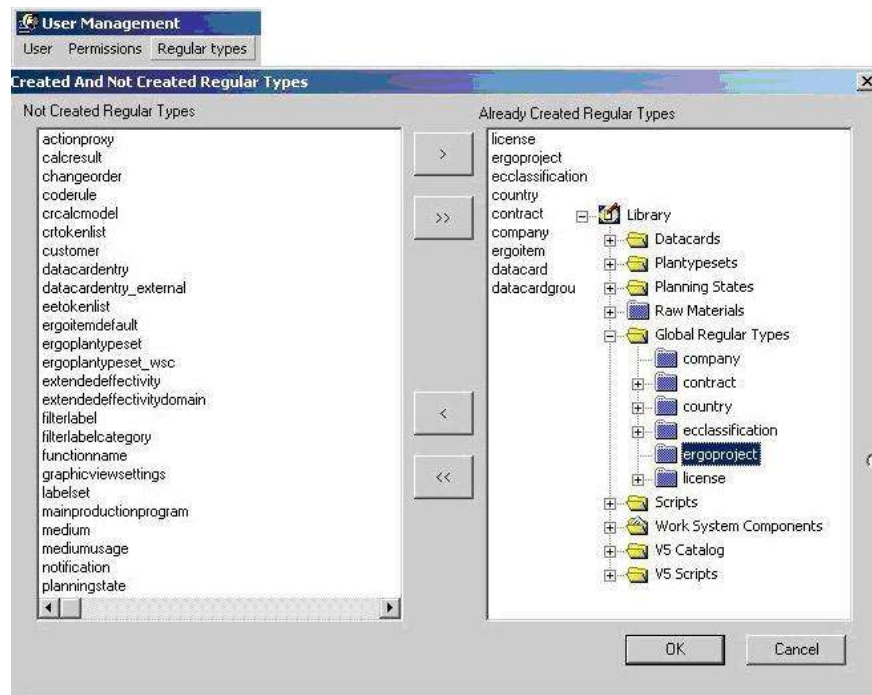 User Management
User Permissions Regular types
Created And Not Created Regular Types
Not Created Regular Types
actionproxy
calcresult
changeorder
coderule
crcalcmodel
crtokenlist
customer
datacardentry
datacardentry_external
eetokenlist
ergoitemdefault
ergoplantypeset
ergoplantypeset_wsc
extendedeffectivity
extendedeffectivitydomain
filterlabel
filterlabelcategory
functionname
graphicviewsettings
labelset
mainproductionprogram
medium
mediumusage
notification
planningstate
>
>>
<
<<
Already Created Regular Types
license
ergoproject
ecclassification
country
contract
company
ergoitem
datacard
datacardgrou
Library
Datacards
Plantypesets
Planning States
Raw Materials
Global Regular Types
company
contract
country
ecclassification
ergoproject
license
Scripts
Work System Components
V5 Catalog
V5 Scripts
OK Cancel